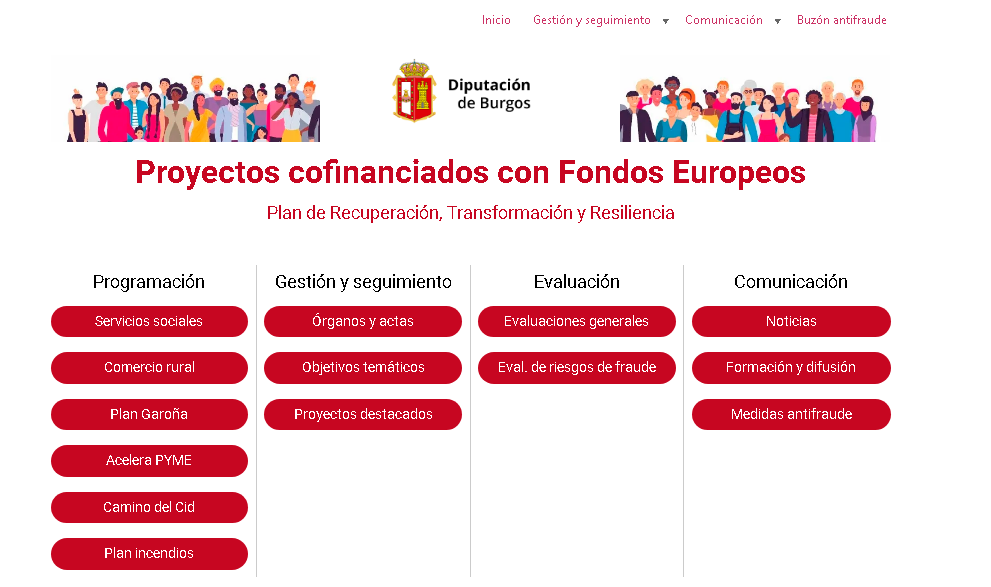 Inicio Gestión y seguimiento Comunicación Buzón antifraude
Diputación
de Burgos
Proyectos cofinanciados con Fondos Europeos
Plan de Recuperación, Transformación y Resiliencia
Programación
Servicios sociales
Comercio rural
Plan Garoña
Acelera PYME
Camino del Cid
Plan incendios
Gestión y seguimiento
Órganos y actas
Objetivos temáticos
Proyectos destacados
Evaluación
Evaluaciones generales
Eval. de riesgos de fraude
Comunicación
Noticias
Formación y difusión
Medidas antifraude